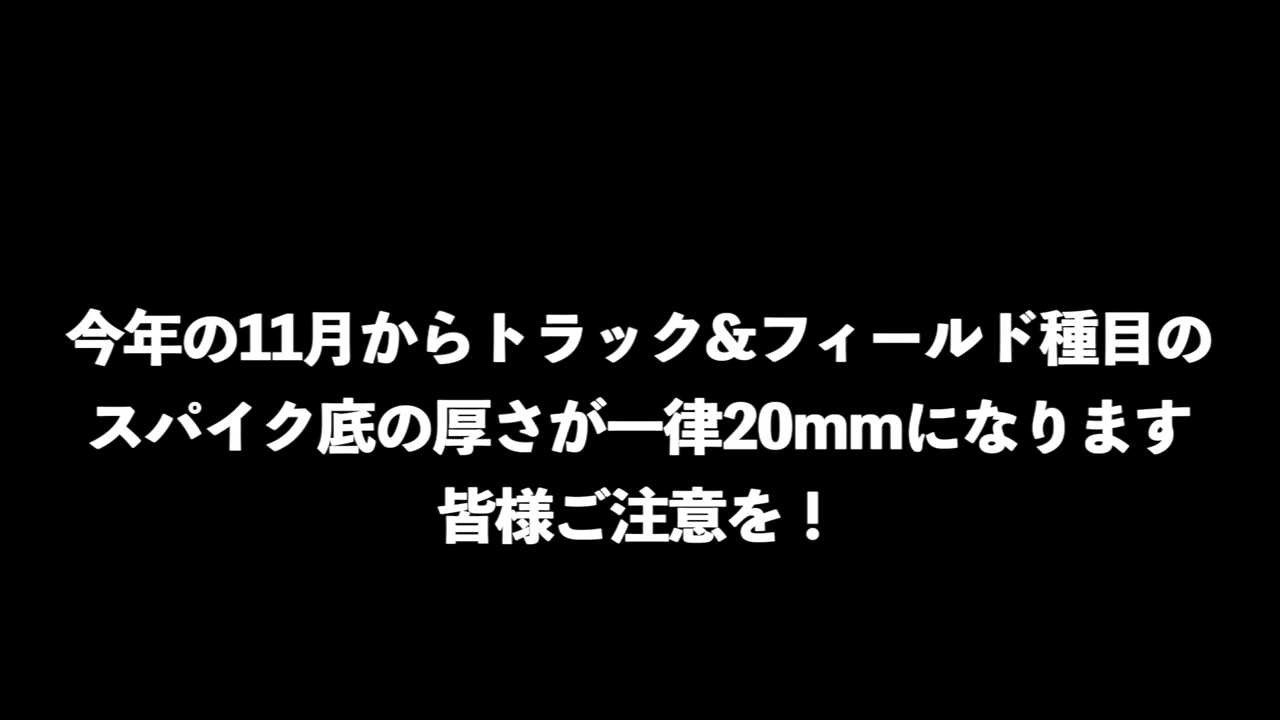 今年の11月からトラック&フィールド種目の
スパイク底の厚さが一律20mmになります
皆様ご注意を！